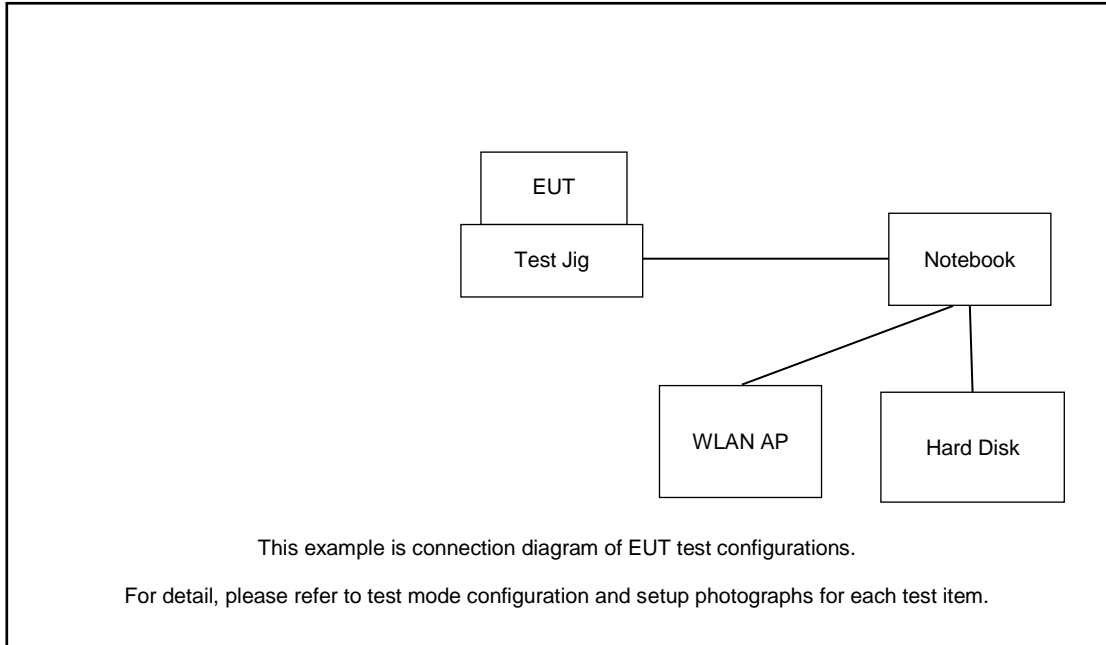 EUT
Test Jig
Notebook
WLAN AP
Hard Disk
This example is connection diagram of EUT test configurations.
For detail, please refer to test mode configuration and setup photographs for each test item.